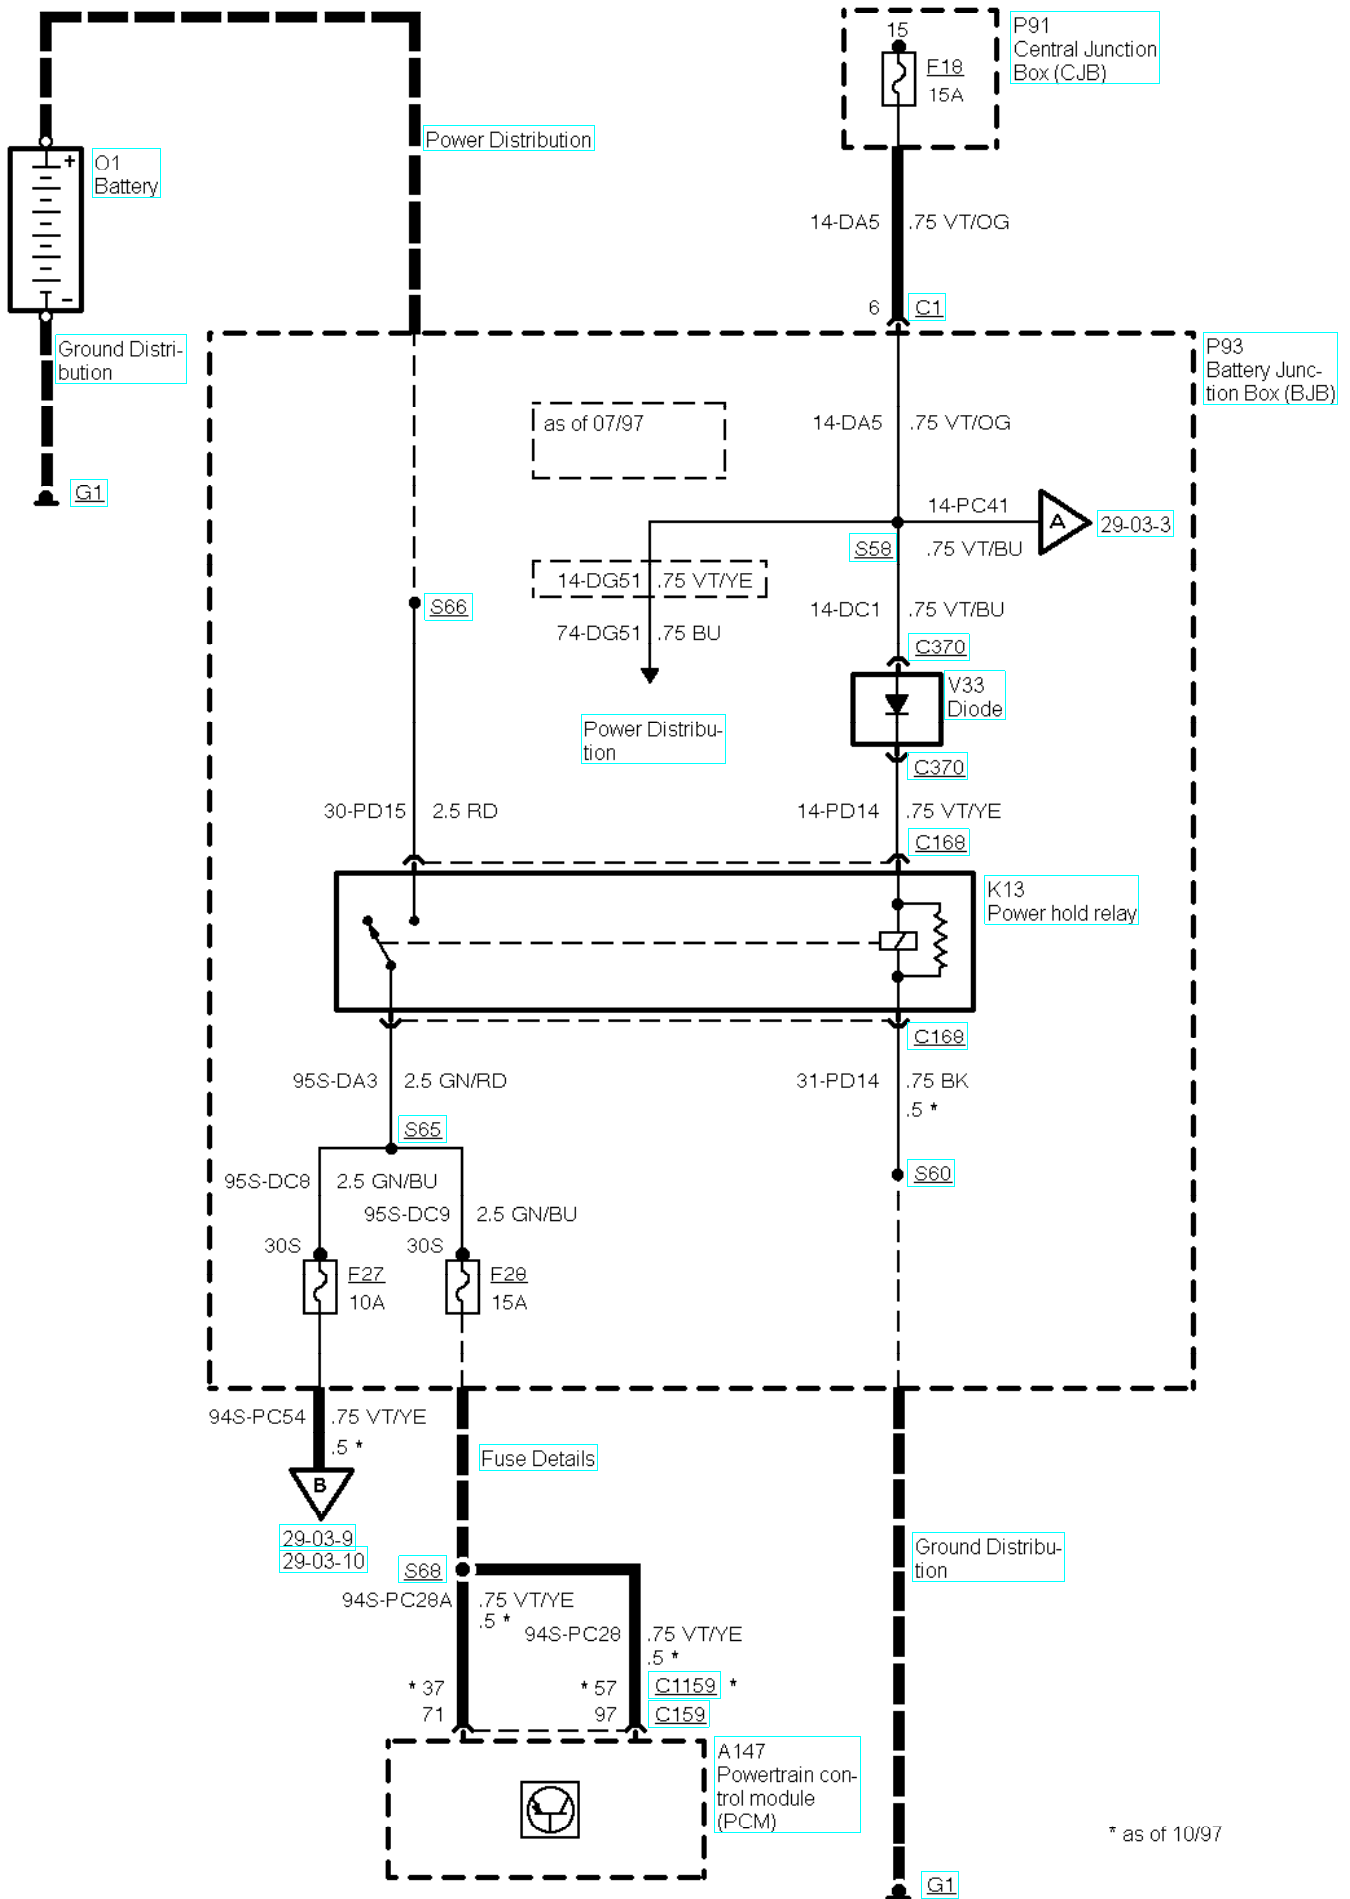 15
F18
15A
P91
Central Junction
Box (CJB)
Power Distribution
+
O1
Battery
−
14-DA5 .75 VT/OG
6 C1
Ground Distri-
bution
P93
Battery Junc-
tion Box (BJB)
as of 07/97
14-DA5 .75 VT/OG
G1
14-PC41
A
29-03-3
S58
.75 VT/BU
14-DG51 .75 VT/YE
S66
14-DC1 .75 VT/BU
74-DG51 .75 BU
C370
V33
Diode
Power Distribu-
tion
C370
30-PD15 2.5 RD
14-PD14 .75 VT/YE
C168
K13
Power hold relay
C168
95S-DA3 2.5 GN/RD
31-PD14 .75 BK
.5 *
S65
S60
95S-DC8 2.5 GN/BU
95S-DC9 2.5 GN/BU
30S
30S
F27
10A
F28
15A
94S-PC54 .75 VT/YE
.5 *
Fuse Details
B
29-03-9
29-03-10
Ground Distribu-
tion
S68
94S-PC28A .75 VT/YE
.5 *
94S-PC28 .75 VT/YE
.5 *
* 37
* 57 C1159 *
71
97 C159
A147
Powertrain con-
trol module
(PCM)
* as of 10/97
G1